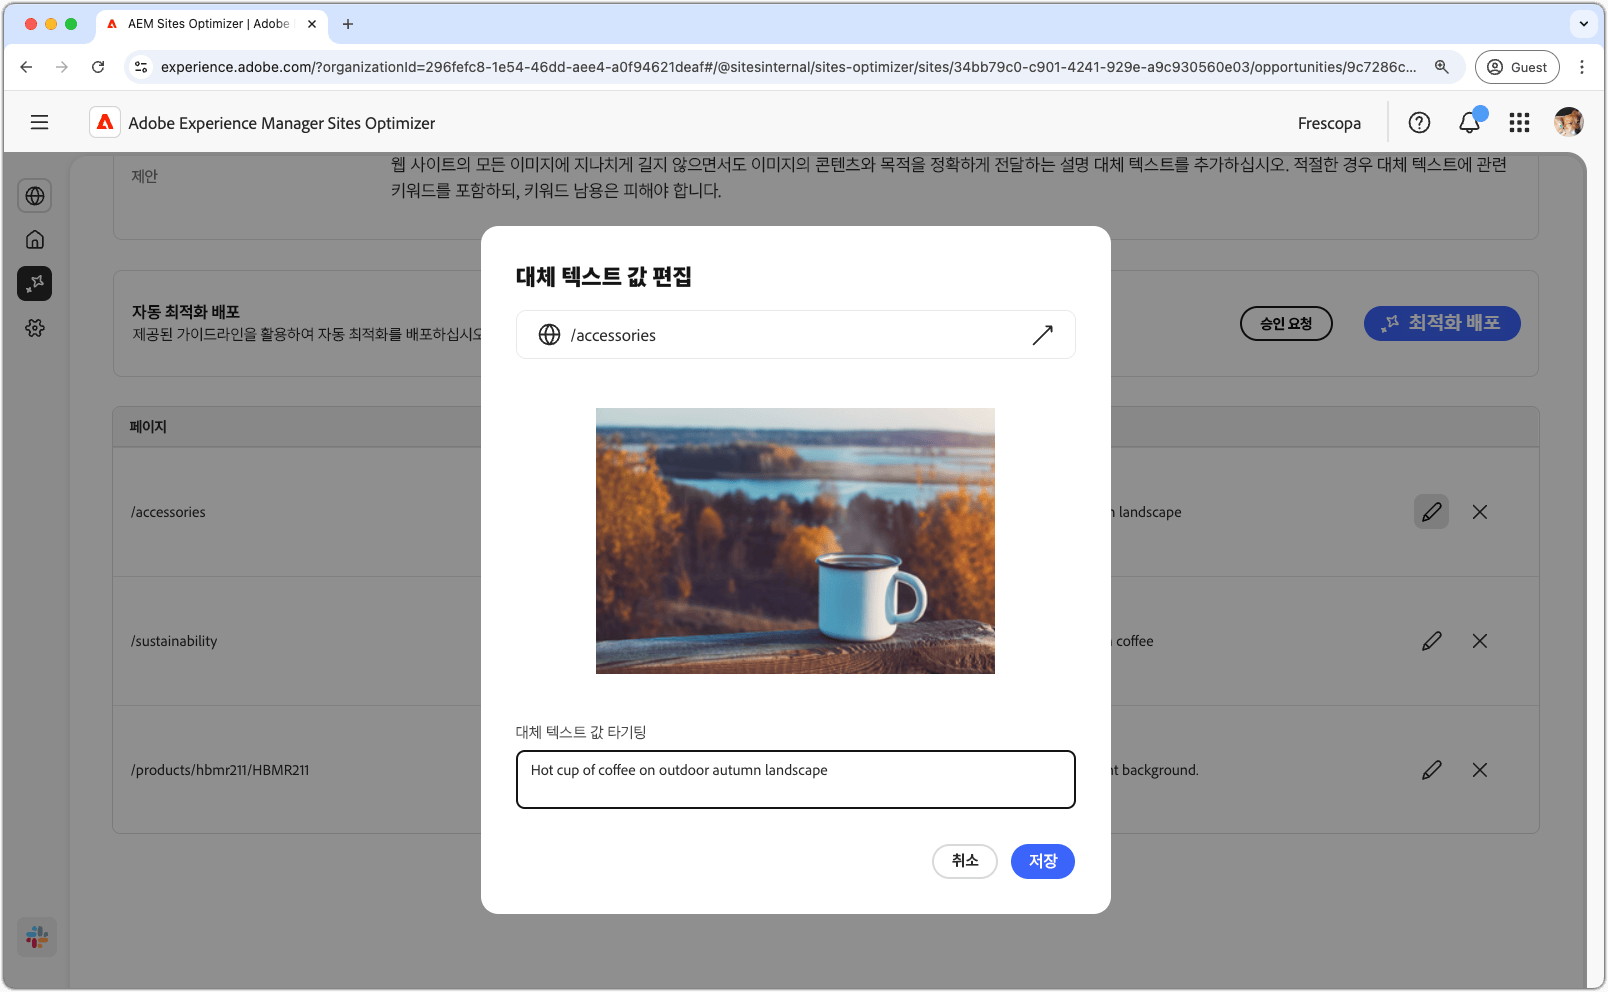 AEM Sites Optimizer | Adobe
experience.adobe.com/?organizationId=296fefc8-1e54-46dd-aee4-a0f94621deaf#/@sitesinternal/sites-optimizer/sites/34bb79c0-c901-4241-929e-a9c930560e03/opportunities/9c7286c...
Guest
Adobe Experience Manager Sites Optimizer
Frescopa
제안
웹 사이트의 모든 이미지에 지나치게 길지 않으면서도 이미지의 콘텐츠와 목적을 정확하게 전달하는 설명 대체 텍스트를 추가하십시오. 적절한 경우 대체 텍스트에 관련
키워드를 포함하되, 키워드 남용은 피해야 합니다.
자동 최적화 배포
제공된 가이드라인을 활용하여 자동 최적화를 배포하십시오
승인 요청
최적화 배포
페이지
/accessories
landscape
/sustainability
coffee
/products/hbmr211/HBMR211
background.
대체 텍스트 값 편집
/accessories
대체 텍스트 값 타기팅
Hot cup of coffee on outdoor autumn landscape
취소
저장